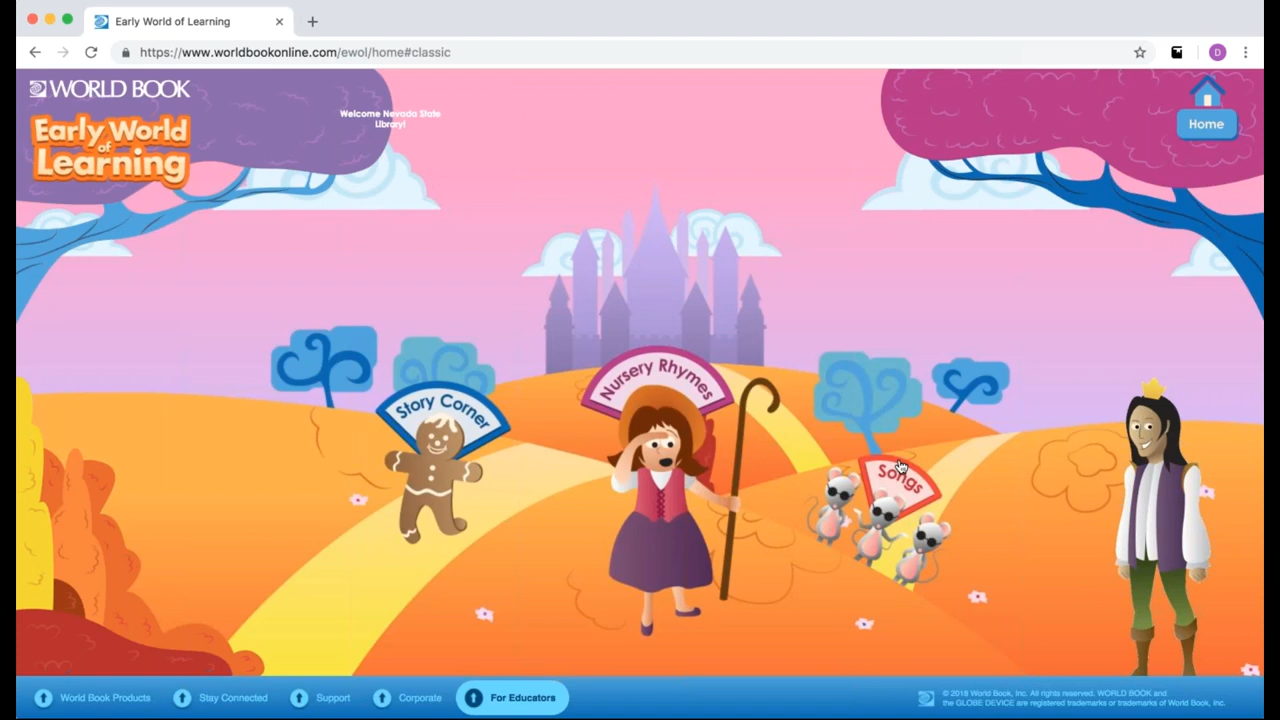 Early World of Learning
https://www.worldbookonline.com/ewol/home#classic
D
WORLD BOOK
Early World
of
Learning
Welcome Nevada State
Library!
Home
Story Corner
Nursery Rhymes
Songs
World Book Products
Stay Connected
Support
Corporate
For Educators
© 2018 World Book, Inc. All rights reserved. WORLD BOOK and
the GLOBE DEVICE are registered trademarks or trademarks of World Book, Inc.